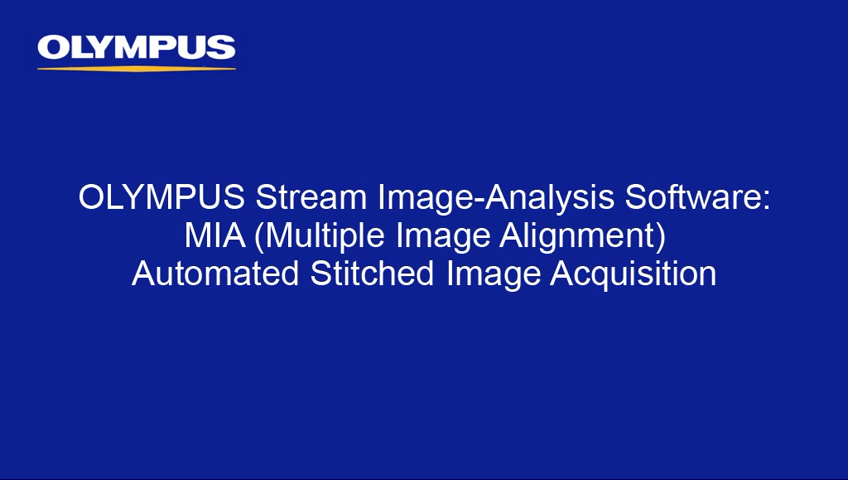 OLYMPUS
OLYMPUS Stream Image-Analysis Software:
MIA (Multiple Image Alignment)
Automated Stitched Image Acquisition